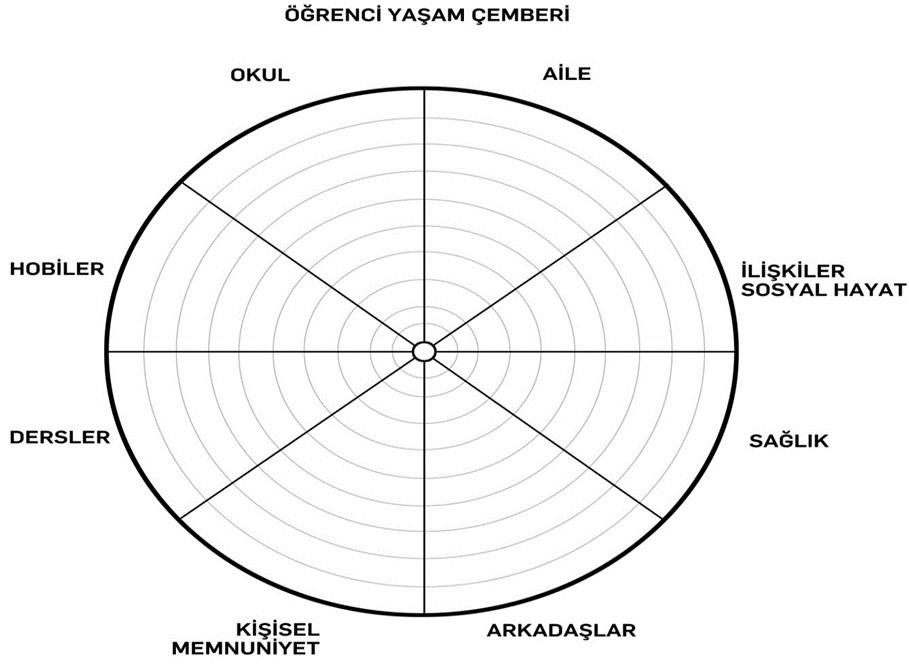 ÖĞRENCİ YAŞAM ÇEMBERİ
OKUL
AİLE
HOBİLER
İLİŞKİLER
SOSYAL HAYAT
DERSLER
SAĞLIK
KİŞİSEL
MEMNUNİYET
ARKADAŞLAR